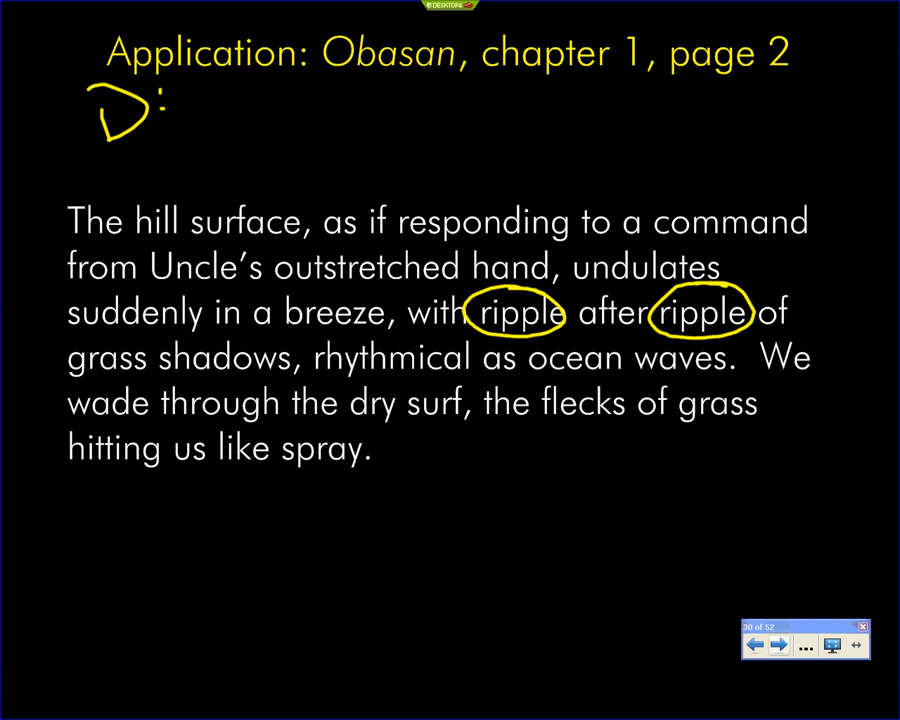 DESKTOP4
Application: Obasan, chapter 1, page 2
D:
The hill surface, as if responding to a command
from Uncle's outstretched hand, undulates
suddenly in a breeze, with ripple after ripple of
grass shadows, rhythmical as ocean waves.  We
wade through the dry surf, the flecks of grass
hitting us like spray.
30 of 52
...